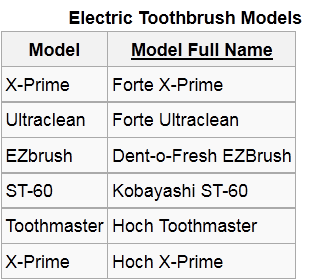 Electric Toothbrush Models
Model Model Full Name
X-Prime Forte X-Prime
Ultraclean Forte Ultraclean
EZbrush Dent-o-Fresh EZBrush
ST-60 Kobayashi ST-60
Toothmaster Hoch Toothmaster
X-Prime Hoch X-Prime